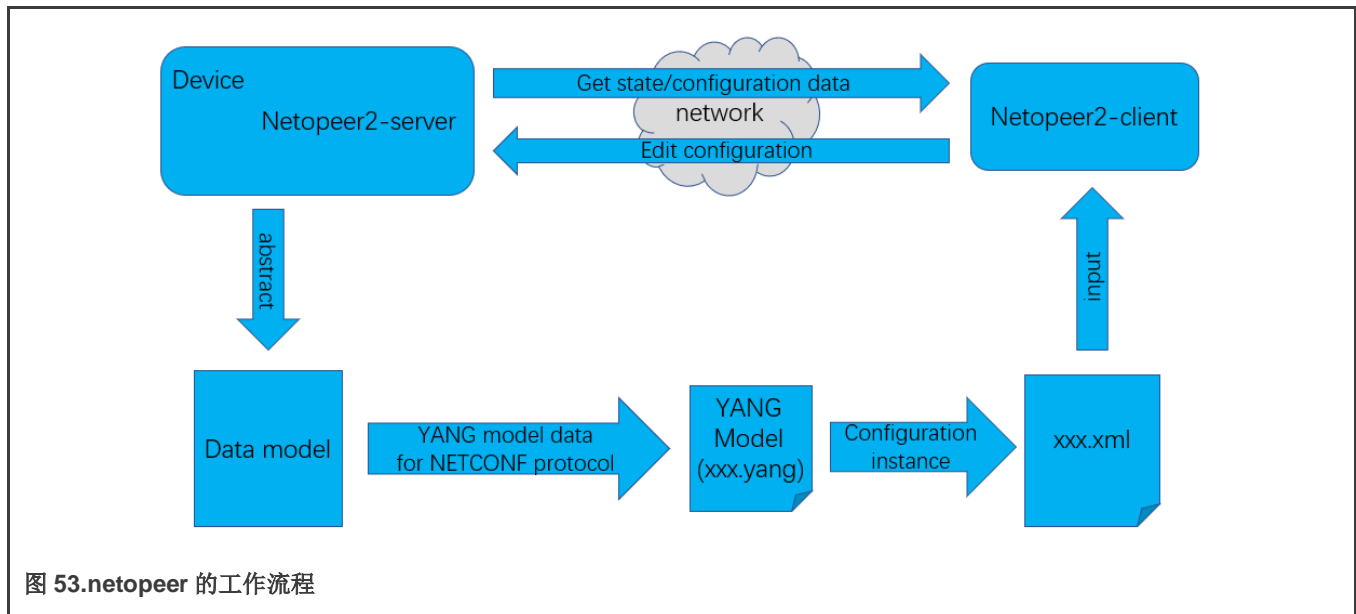 Device
Netopeer2-server
Get state/configuration data
network
Edit configuration
Netopeer2-client
abstract
input
Data model
YANG model data
for NETCONF protocol
YANG
Model
(xxx.yang)
Configuration
instance
xxx.xml
图 53.netopeer 的工作流程